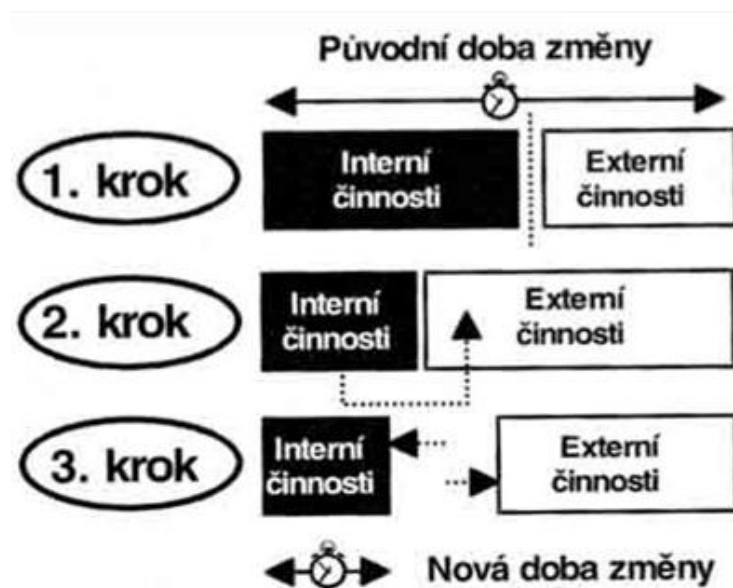 Původní doba změny
1. krok
Interní
činnosti
Externí
činnosti
2. krok
Interní
činnosti
Externí
činnosti
3. krok
Interní
činnosti
Externí
činnosti
Nová doba změny